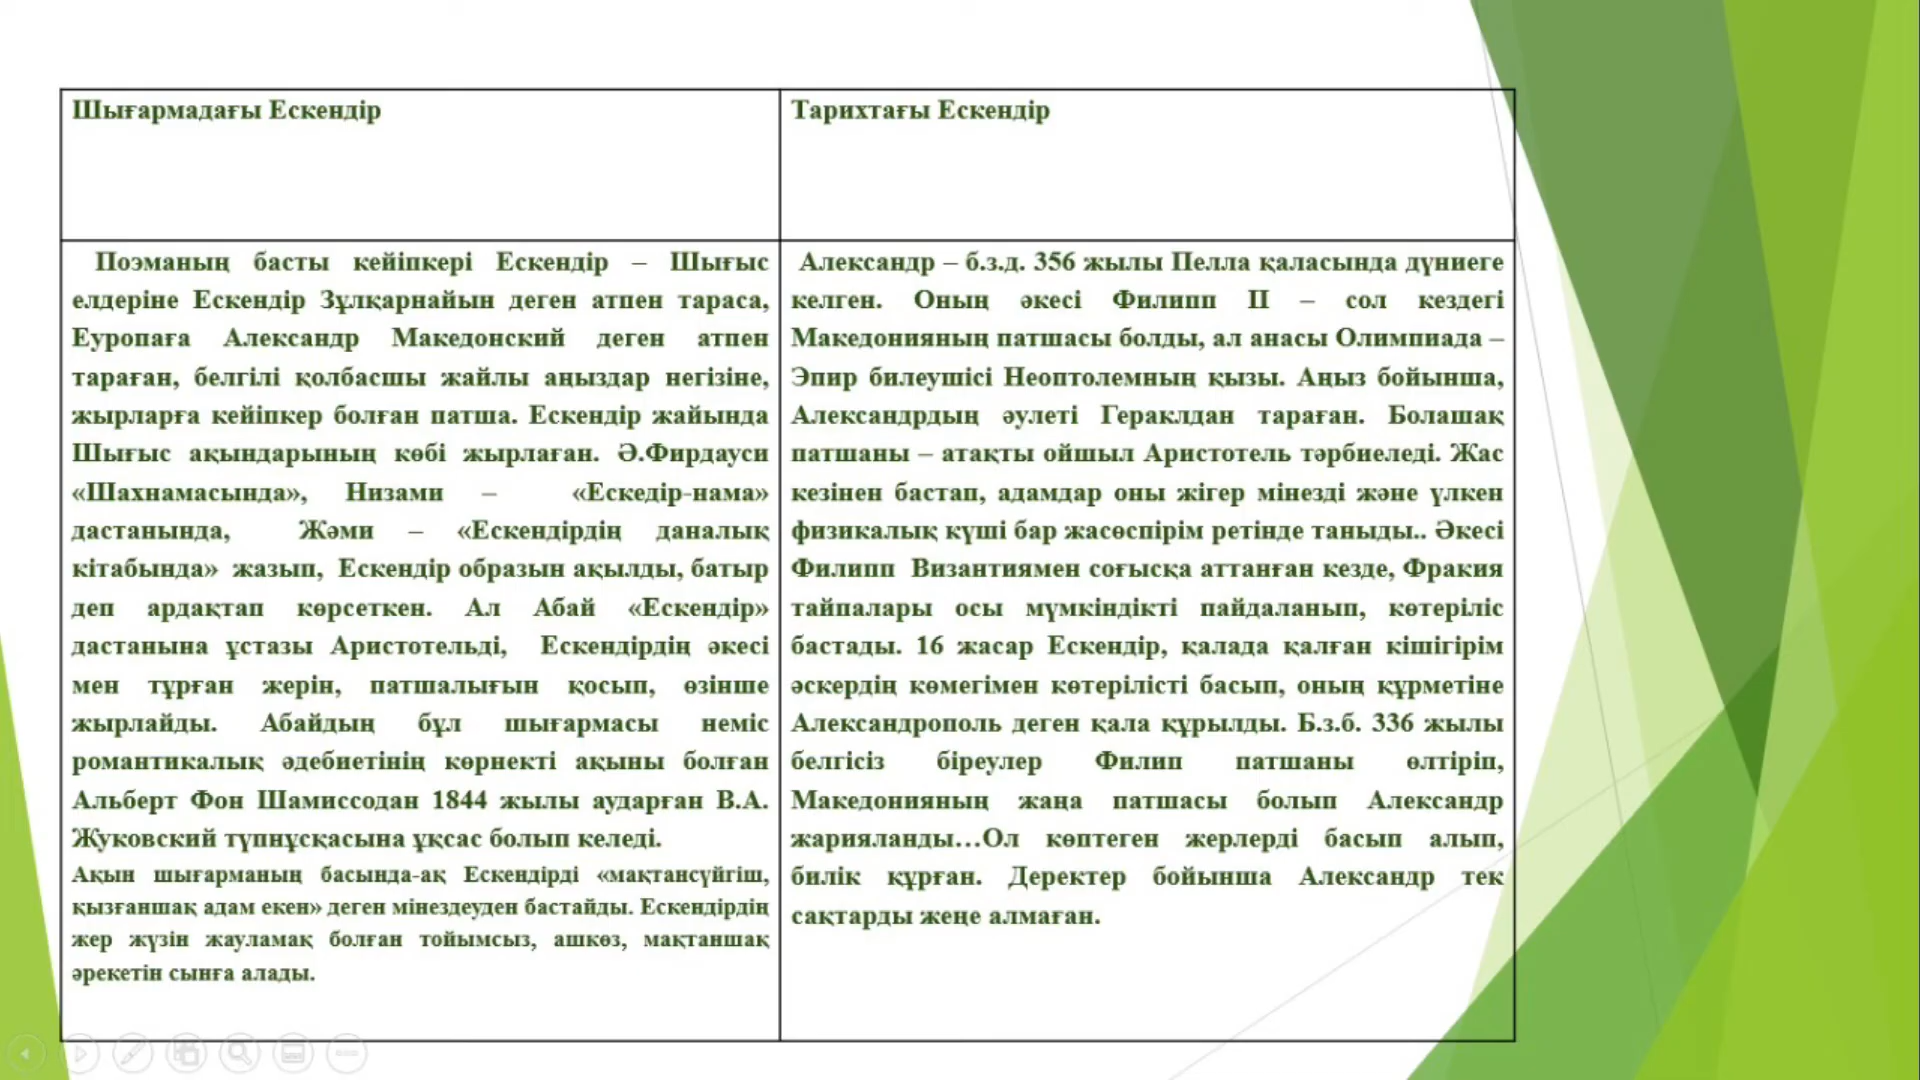 Шығармадағы Ескендір
Поэманың басты кейіпкері Ескендір – Шығыс
елдеріне Ескендір Зұлқарнайын деген атпен тараса,
Еуропаға Александр Македонский деген атпен
тараған, белгілі қолбасшы жайлы аңыздар негізіне,
жырларға кейіпкер болған патша. Ескендір жайында
Шығыс ақындарының көбі жырлаған. Ә.Фирдауси
«Шахнамасында», Низами – «Ескедір-нама»
дастанында, Жәми – «Ескендірдің даналық
кітабында» жазып, Ескендір образын ақылды, батыр
деп ардақтап көрсеткен. Ал Абай «Ескендір»
дастанына ұстазы Аристотельді, Ескендірдің әкесі
мен тұрған жерін, патшалығын қосып, өзінше
жырлайды. Абайдың бұл шығармасы неміс
романтикалық әдебиетінің көрнекті ақыны болған
Альберт Фон Шамиссодан 1844 жылы аударған В.А.
Жуковский түпнұсқасына ұқсас болып келеді.
Ақын шығарманың басында-ақ Ескендірді «мақтансүйгіш,
қызғаншақ адам екен» деген мінездеуден бастайды. Ескендірдің
жер жүзін жауламақ болған тойымсыз, ашкөз, мақтаншақ
әрекетін сынға алады.
Тарихтағы Ескендір
Александр – б.з.д. 356 жылы Пелла қаласында дүниеге
келген. Оның әкесі Филипп II – сол кездегі
Македонияның патшасы болды, ал анасы Олимпиада –
Эпир билеушісі Неоптолемның қызы. Аңыз бойынша,
Александрдың әулеті Гераклдан тараған. Болашақ
патшаны – атақты ойшыл Аристотель тәрбиеледі. Жас
кезінен бастап, адамдар оны жігер мінезді және үлкен
физикалық күші бар жасөспірім ретінде таныды.. Әкесі
Филипп Византиямен соғысқа аттанған кезде, Фракия
тайпалары осы мүмкіндікті пайдаланып, көтеріліс
бастады. 16 жасар Ескендір, қалада қалған кішігірім
әскердің көмегімен көтерілісті басып, оның құрметіне
Александрополь деген қала құрылды. Б.з.б. 336 жылы
белгісіз біреулер Филип патшаны өлтіріп,
Македонияның жаңа патшасы болып Александр
жарияланды…Ол көптеген жерлерді басып алып,
билік құрған. Деректер бойынша Александр тек
сақтарды жеңе алмаған.